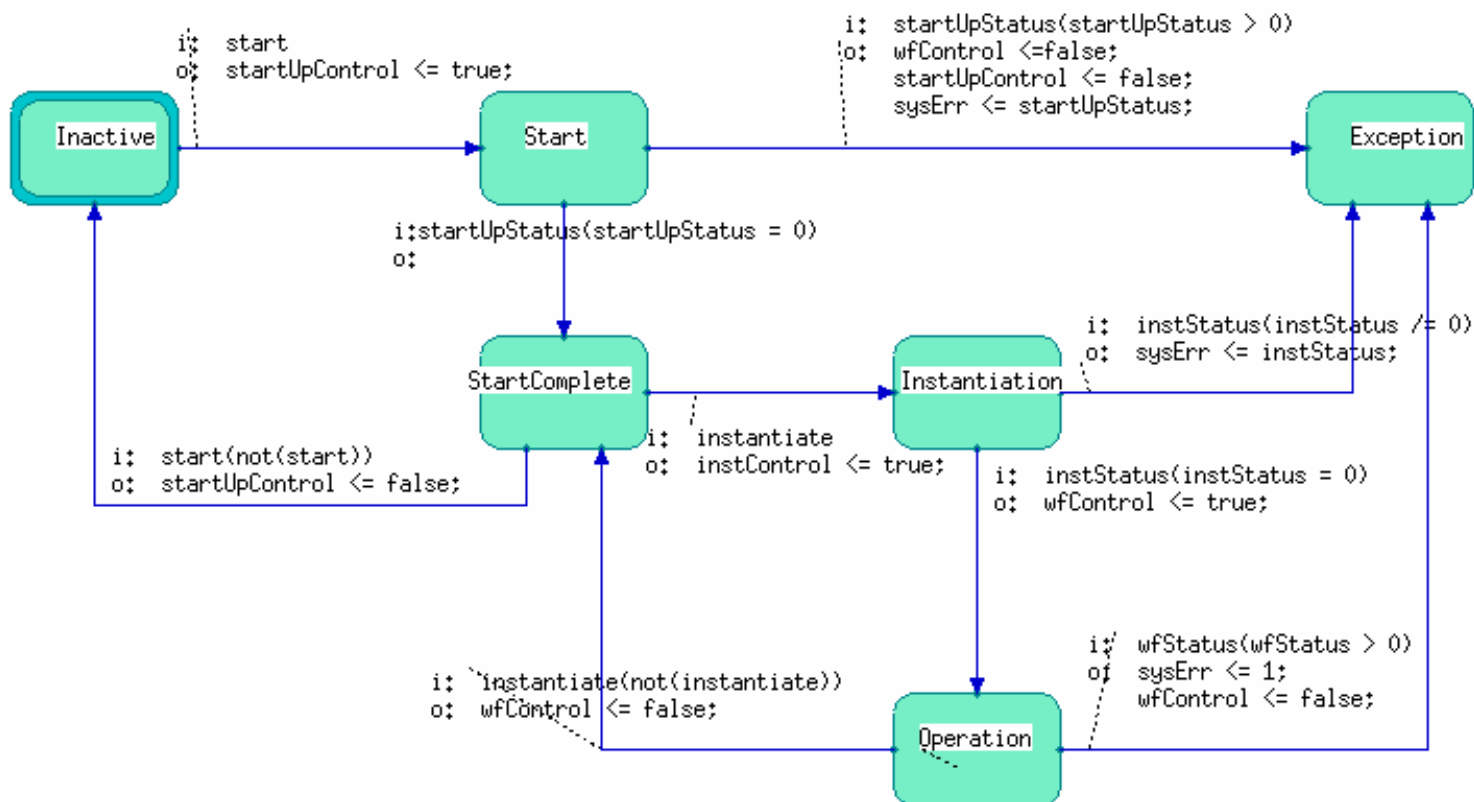 i: start
o: startUpControl <= true;
i: startUpStatus(startUpStatus > 0)
o: wfControl <=false;
startUpControl <= false;
sysErr <= startUpStatus;
Inactive
Start
Exception
i:startUpStatus(startUpStatus = 0)
o:
i: instStatus(instStatus /= 0)
o: sysErr <= instStatus;
StartComplete
Instantiation
i: instantiate
o: instControl <= true;
i: start(not(start))
o: startUpControl <= false;
i: instStatus(instStatus = 0)
o: wfControl <= true;
i: wfStatus(wfStatus > 0)
o: sysErr <= 1;
wfControl <= false;
i: instantiate(not(instantiate))
o: wfControl <= false;
Operation